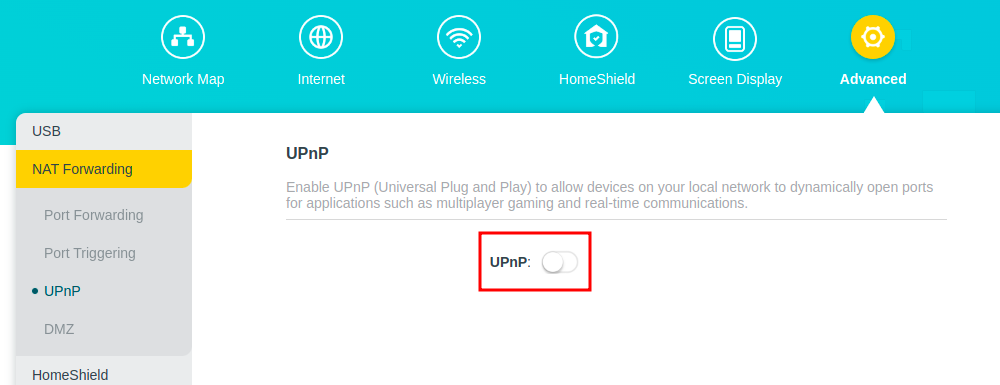 Network Map
Internet
Wireless
HomeShield
Screen Display
Advanced
USB
NAT Forwarding
Port Forwarding
Port Triggering
UPnP
DMZ
HomeShield
UPnP
Enable UPnP (Universal Plug and Play) to allow devices on your local network to dynamically open ports
for applications such as multiplayer gaming and real-time communications.
UPnP: